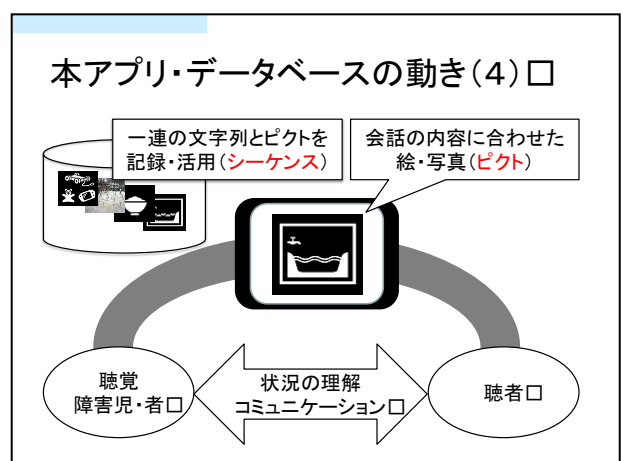 本アプリ・データベースの動き(4)□
一連の文字列とピクトを
記録・活用(シーケンス)
会話の内容に合わせた
絵・写真(ピクト)
聴覚
障害児・者□
状況の理解
コミュニケーション□
聴者□